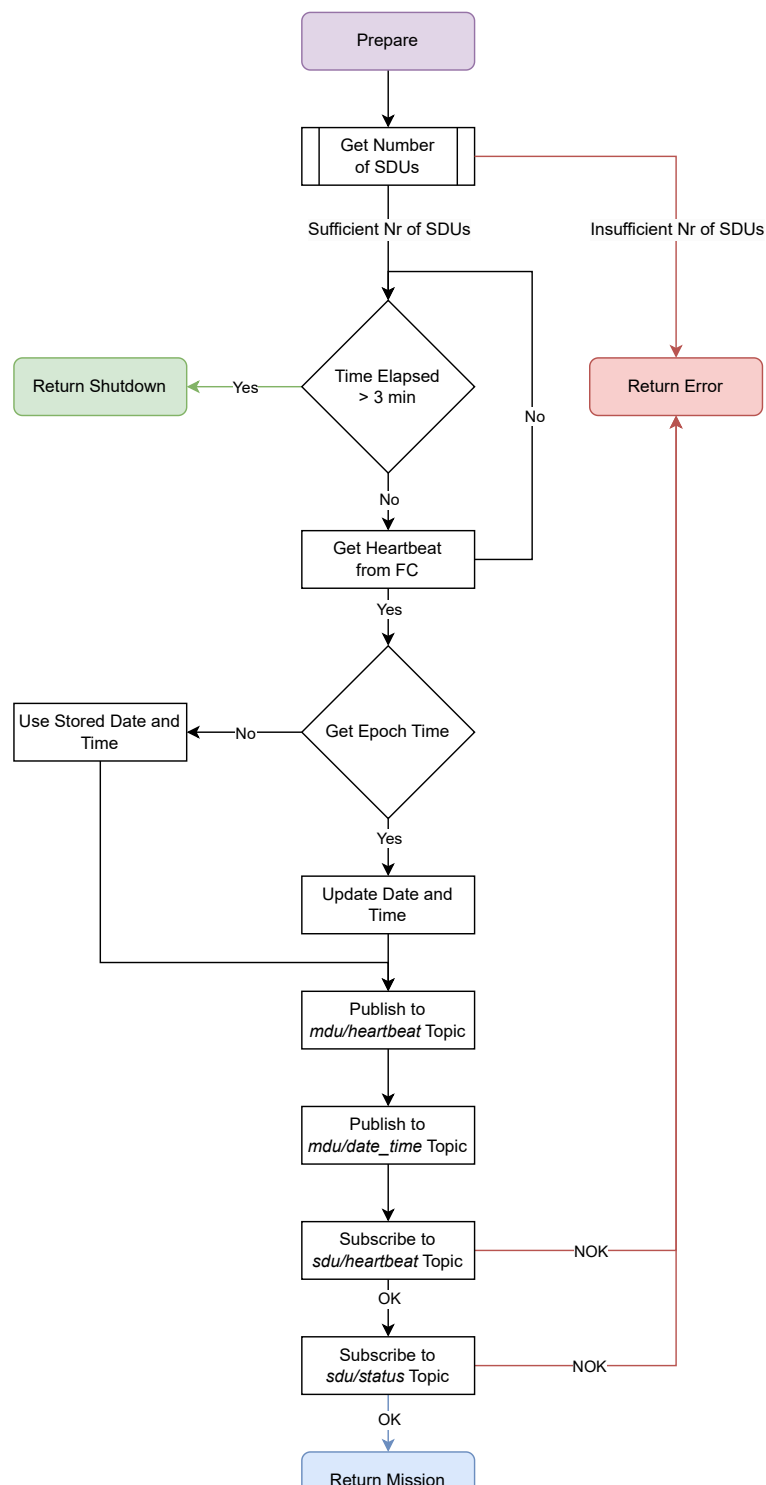 Prepare
Get Number
of SDUs
Sufficient Nr of SDUs
Insufficient Nr of SDUs
Time Elapsed
> 3 min
Return Shutdown
Yes
Return Error
No
No
Get Heartbeat
from FC
Yes
Use Stored Date and
Time
No
Get Epoch Time
Yes
Update Date and
Time
Publish to
mdu/heartbeat Topic
Publish to
mdu/date_time Topic
Subscribe to
sdu/heartbeat Topic
NOK
OK
Subscribe to
sdu/status Topic
NOK
OK
Return Mission